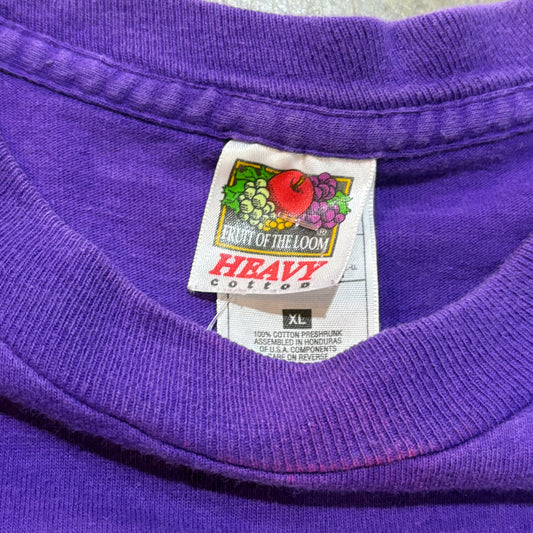 FRUIT OF THE LOOM ®
HEAVY
cotton
XL
100% COTTON PRESHRUNK
ASSEMBLED IN HONDURAS
OF U.S.A. COMPONENTS
CARE ON REVERSE